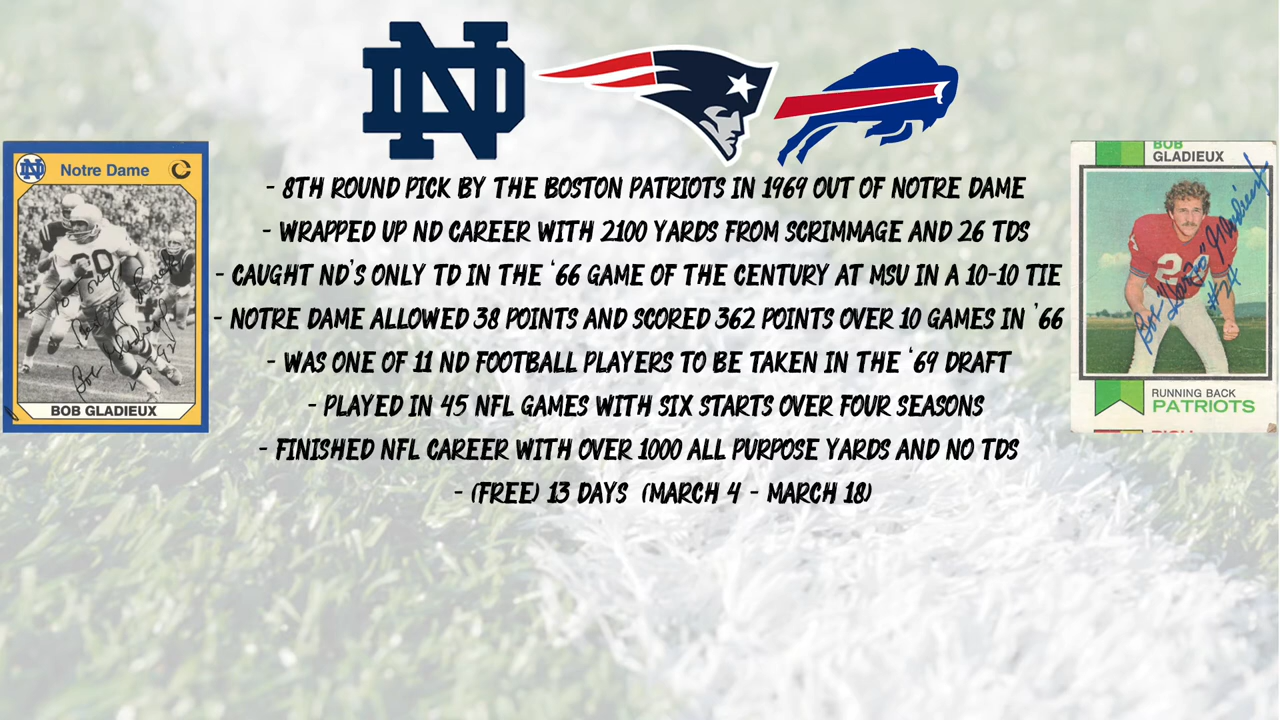 - 8TH ROUND PICK BY THE BOSTON PATRIOTS IN 1969 OUT OF NOTRE DAME
- WRAPPED UP ND CAREER WITH 2100 YARDS FROM SCRIMMAGE AND 26 TDS
- CAUGHT ND'S ONLY TD IN THE '66 GAME OF THE CENTURY AT MSU IN A 10-10 TIE
- NOTRE DAME ALLOWED 38 POINTS AND SCORED 362 POINTS OVER 10 GAMES IN '66
- WAS ONE OF 11 ND FOOTBALL PLAYERS TO BE TAKEN IN THE '69 DRAFT
- PLAYED IN 45 NFL GAMES WITH SIX STARTS OVER FOUR SEASONS
- FINISHED NFL CAREER WITH OVER 1000 ALL PURPOSE YARDS AND NO TDS
- (FREE) 13 DAYS (MARCH 4 - MARCH 18)
Notre Dame
BOB GLADIEUX
BOB
GLADIEUX
Bob
#24
RUNNING BACK
PATRIOTS